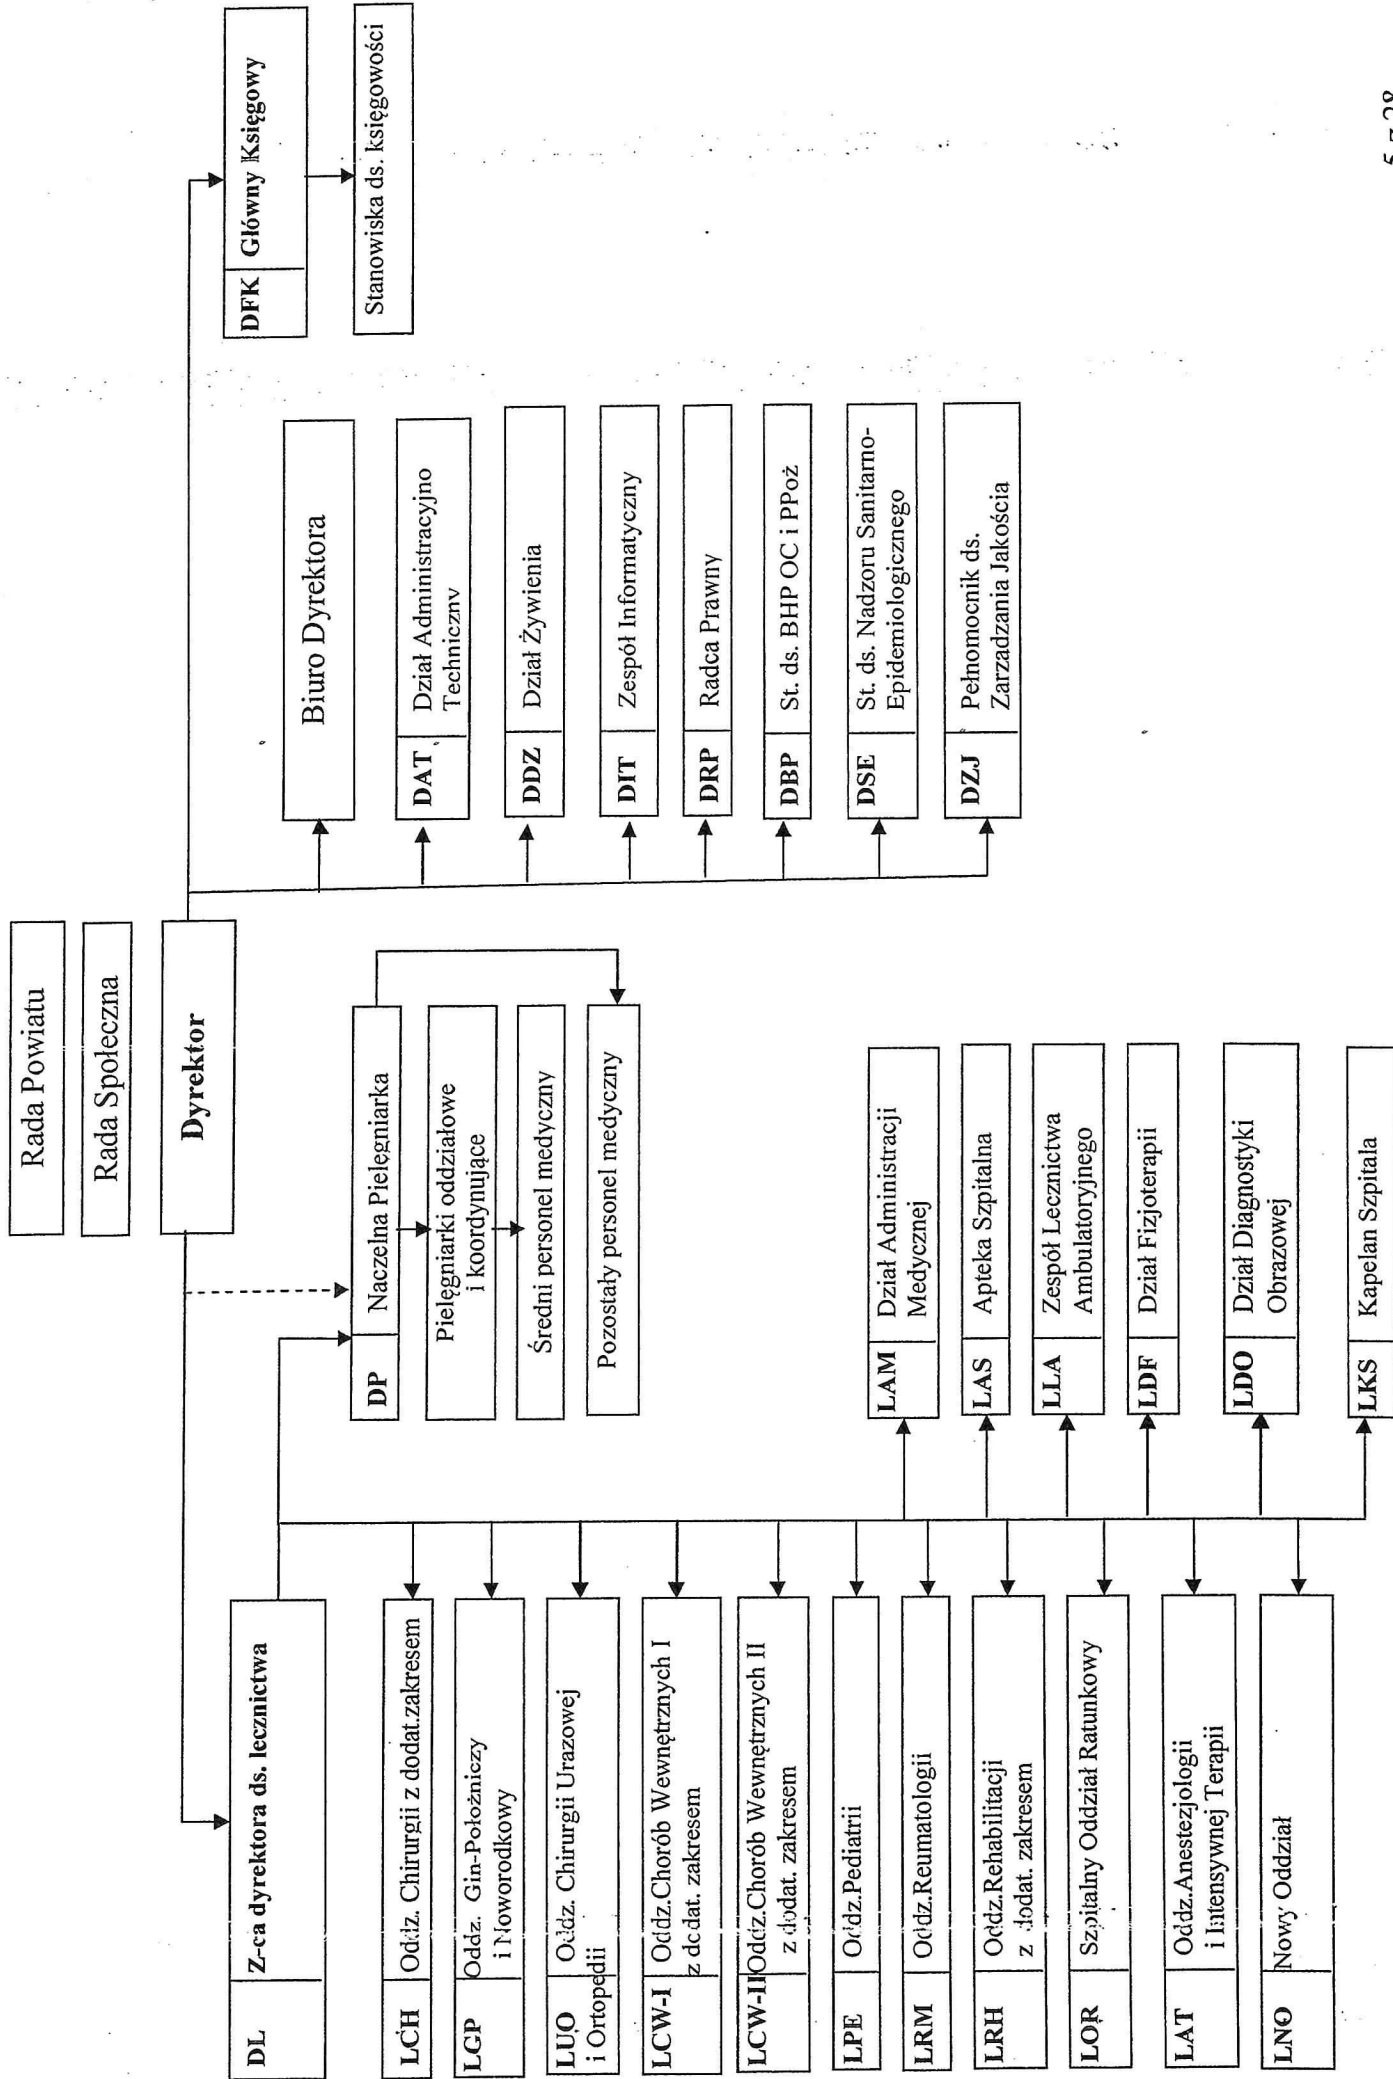 Rada Powiatu
Rada Społeczna
Dyrektor
DL Z-ca dyrektora ds. lecznictwa
LCH Oddz. Chirurgii z dodat.zakresem
LGP Oddz. Gin-Położniczy
i Noworodkowy
LUO Oddz. Chirurgii Urazowej
i Ortopedii
LCW-I Oddz.Chorób Wewnętrznych I
z dodat. zakresem
LCW-II Oddz.Chorób Wewnętrznych II
z dodat. zakresem
LPE Oddz.Pediatrii
LRM Oddz.Reumatologii
LRH Oddz.Rehabilitacji
z dodat. zakresem
LOR Szpitalny Oddział Ratunkowy
LAT Oddz.Anestezjologii
i Intensywnej Terapii
LNO Nowy Oddział
DP Naczelna Pielęgniarka
Pielęgniarki oddziałowe
i koordynujące
Średni personel medyczny
Pozostały personel medyczny
LAM Dział Administracji
Medycznej
LAS Apteka Szpitalna
LLA Zespół Lecznictwa
Ambulatoryjnego
LDF Dział Fizjoterapii
LDO Dział Diagnostyki
Obrazowej
LKS Kapelan Szpitala
Biuro Dyrektora
DAT Dział Administracyjno
Techniczny
DDZ Dział Żywienia
DIT Zespół Informatyczny
DRP Radca Prawny
DBP St. ds. BHP OC i PPoż
DSE St. ds. Nadzoru Sanitarno-
Epidemiologicznego
DZJ Pełnomocnik ds.
Zarzadzania Jakościa
DFK Główny Księgowy
Stanowiska ds. księgowości
5 z 28